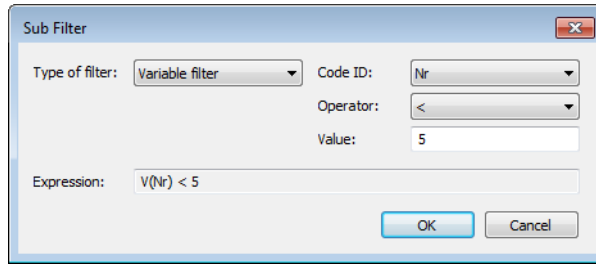 Sub Filter
Type of filter: Variable filter Code ID: Nr
Operator: <
Value: 5
Expression: V(Nr) < 5
OK Cancel